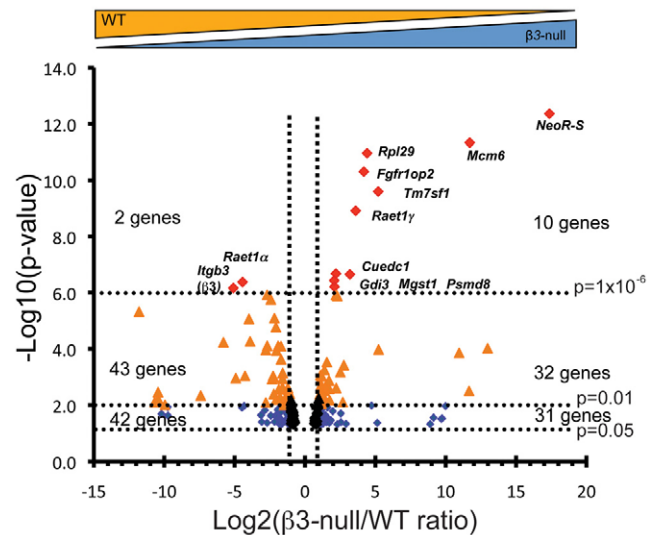 WT
β3-null
14.0
12.0
10.0
8.0
6.0
4.0
2.0
0.0
-Log10(p-value)
NeoR-S
Mcm6
Rpl29
Fgfr1op2
Tm7sf1
Raet1γ
2 genes
10 genes
Raet1α
Itgb3
(β3)
Cuedc1
Gdi3 Mgst1 Psmd8
p=1x10-6
43 genes
32 genes
p=0.01
42 genes
31 genes
p=0.05
-15 -10 -5 0 5 10 15 20
Log2(β3-null/WT ratio)